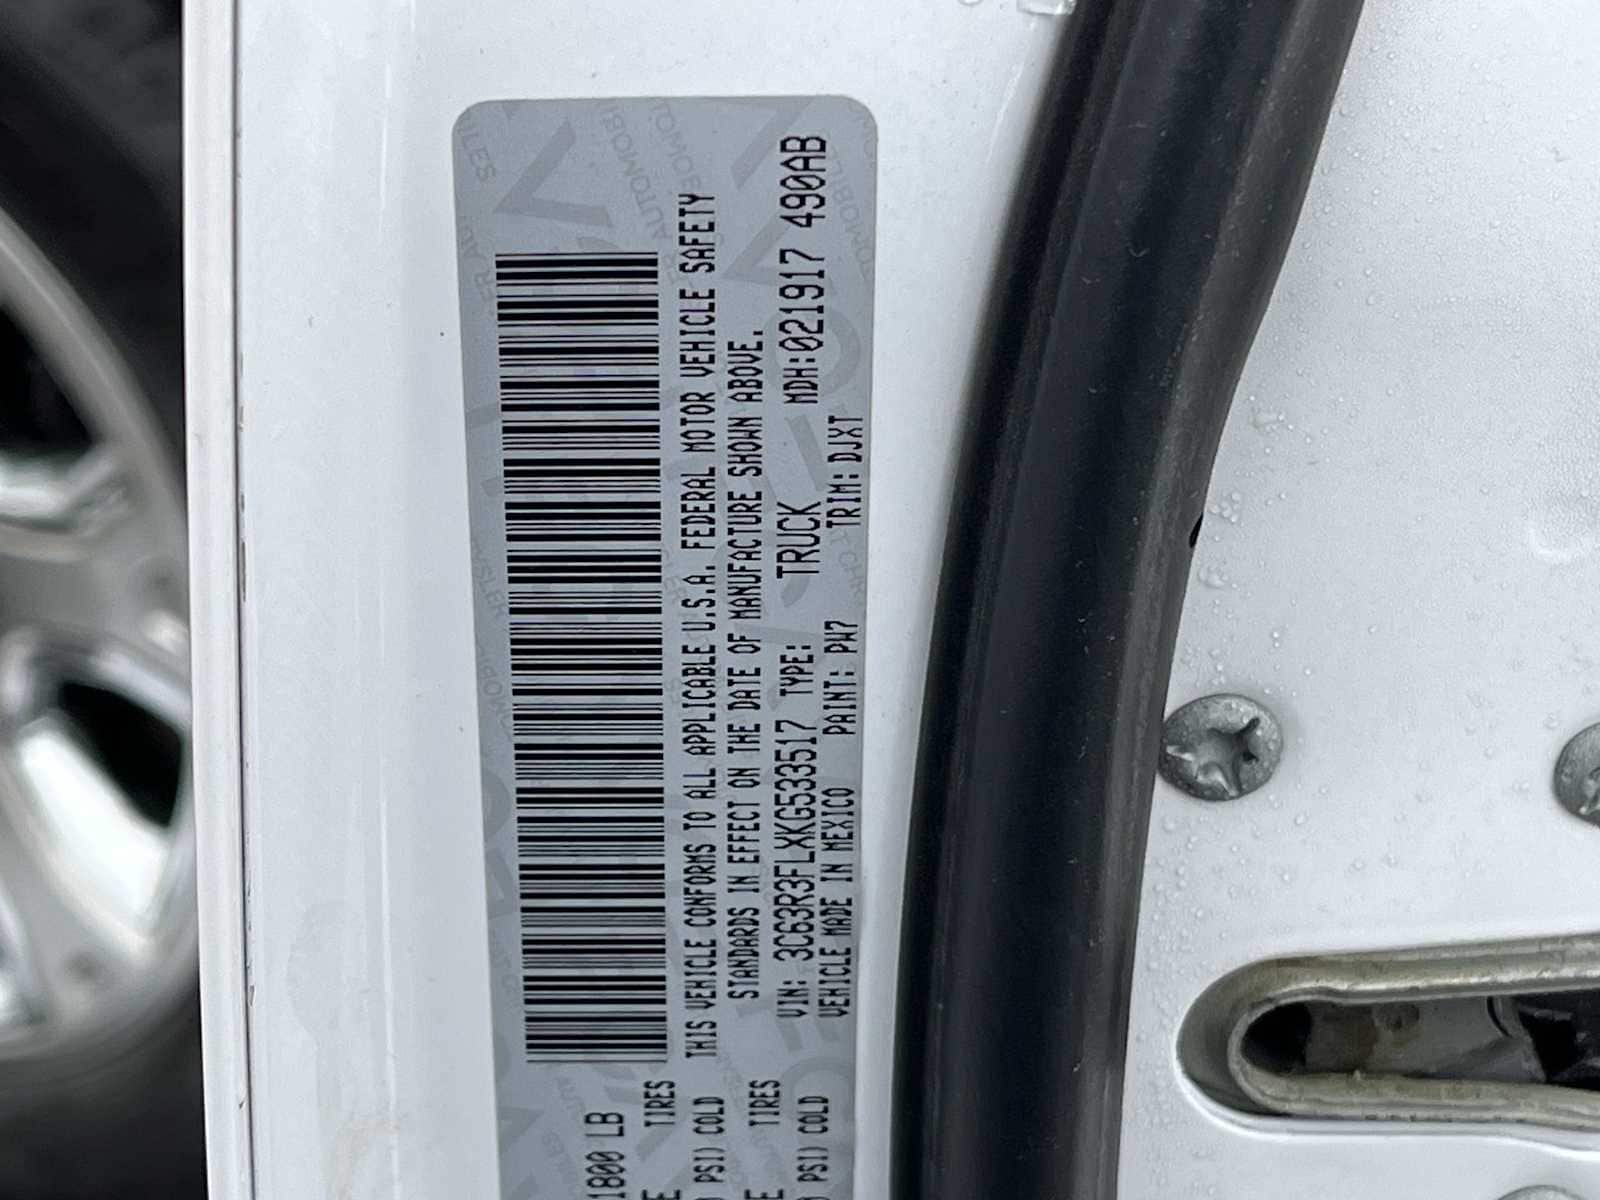 1800 LB
TIRES
PSI) COLD
THIS VEHICLE CONFORMS TO ALL APPLICABLE U.S.A. FEDERAL MOTOR VEHICLE SAFETY
STANDARDS IN EFFECT ON THE DATE OF MANUFACTURE SHOWN ABOVE.
TIRES
PSI) COLD
VIN: 3C63R3FLXKG533517 TYPE: TRUCK MDH:021917 490AB
VEHICLE MADE IN MEXICO PAINT: PW7 TRIM: DJXT